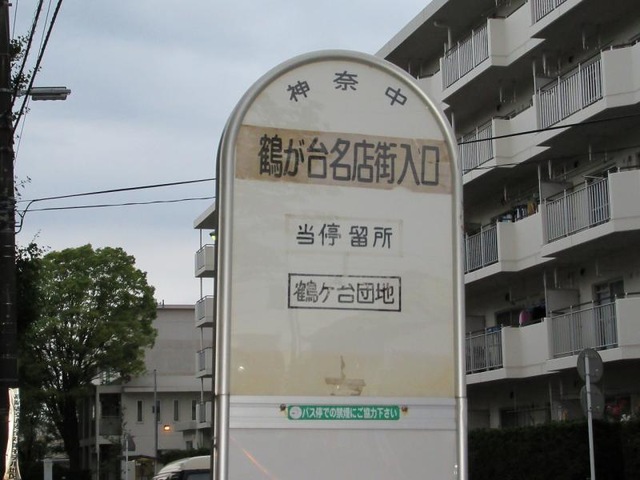 神奈中
鶴が台名店街入口
当停留所
鶴ケ台団地
バス停での禁煙にご協力下さい